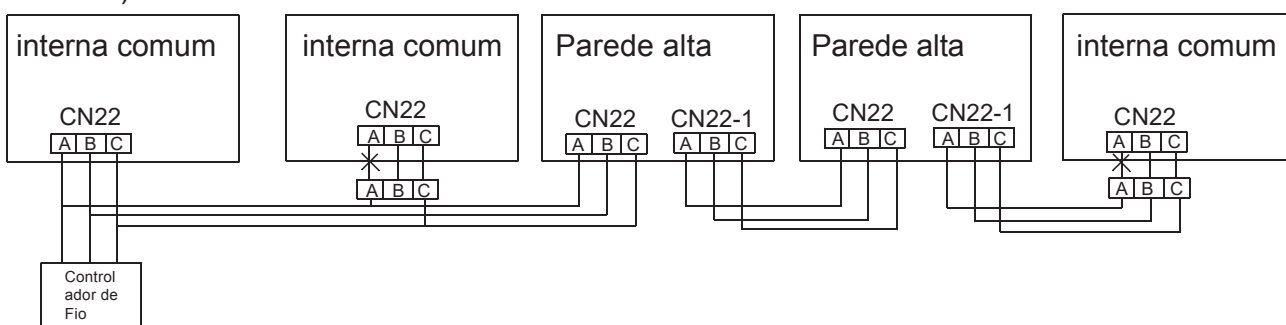 interna comum
interna comum
Parede alta
Parede alta
interna comum
CN22
CN22
CN22
CN22-1
CN22
CN22-1
CN22
A B C
A B C
A B C
A B C
A B C
A B C
A B C
A B C
A B C
Control
ador de
Fio